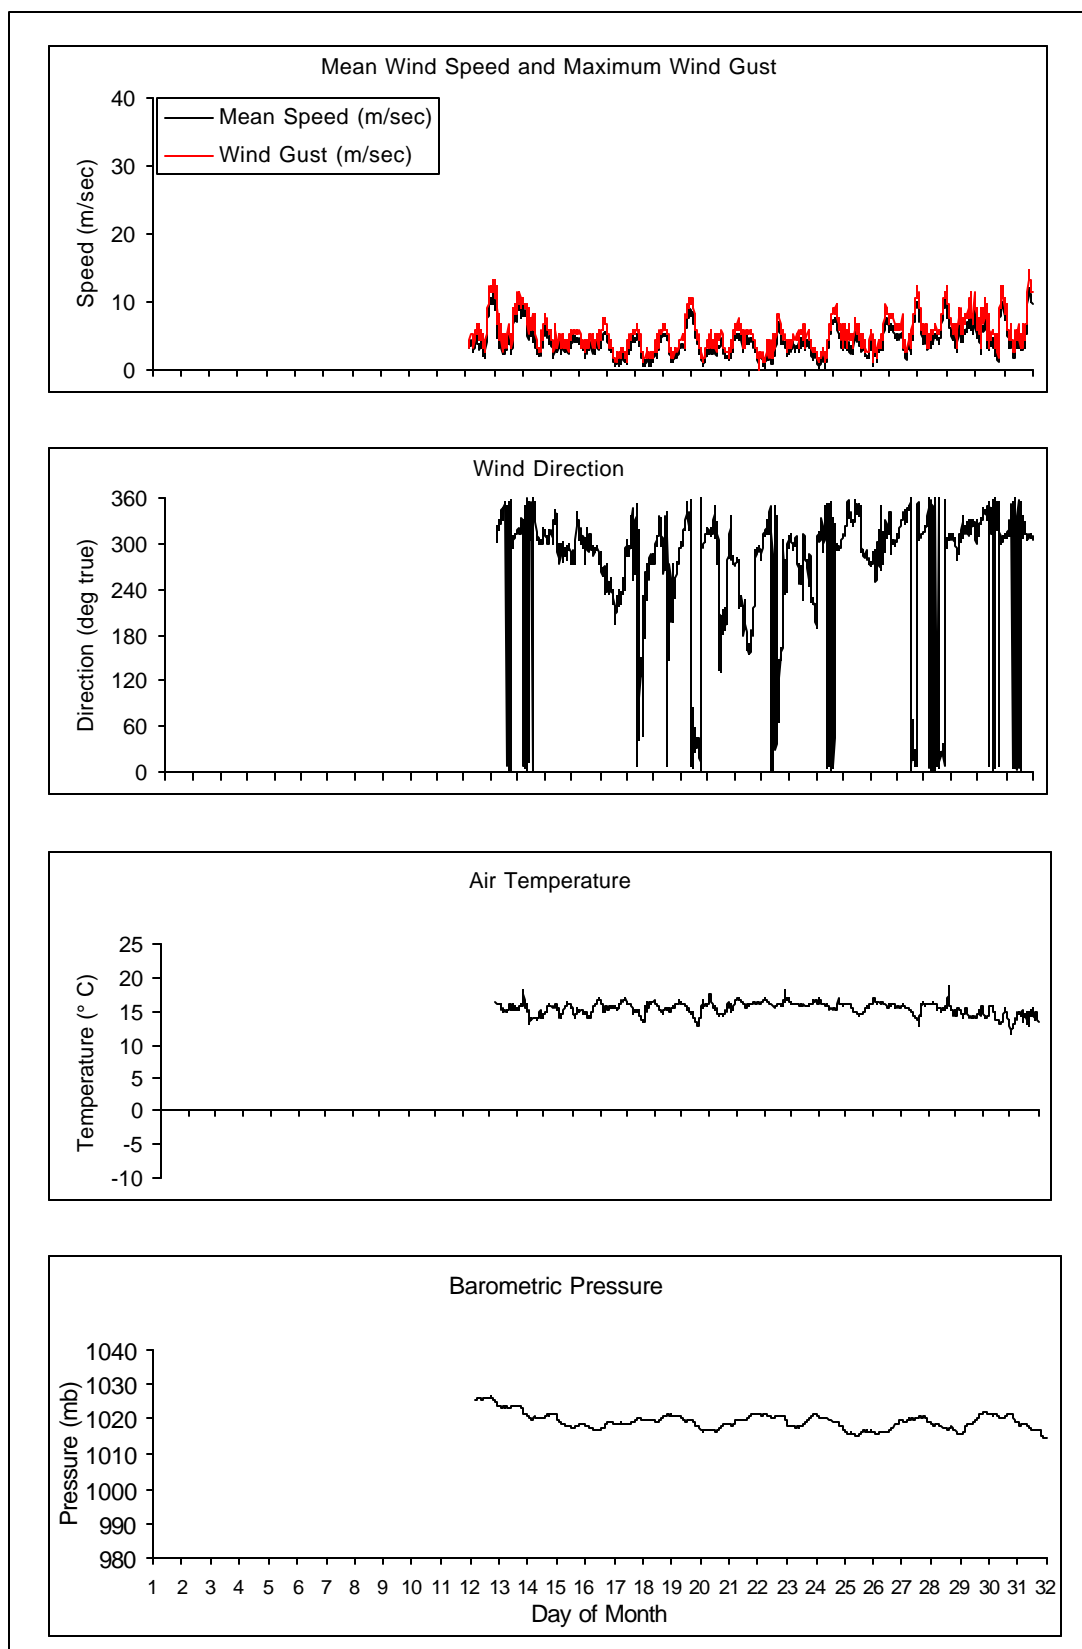 Mean Wind Speed and Maximum Wind Gust
Speed (m/sec)
40
30
20
10
0
Mean Speed (m/sec)
Wind Gust (m/sec)
Wind Direction
Direction (deg true)
360
300
240
180
120
60
0
Air Temperature
Temperature (° C)
25
20
15
10
5
0
-5
-10
Barometric Pressure
Pressure (mb)
1040
1030
1020
1010
1000
990
980
1 2 3 4 5 6 7 8 9 10 11 12 13 14 15 16 17 18 19 20 21 22 23 24 25 26 27 28 29 30 31 32
Day of Month